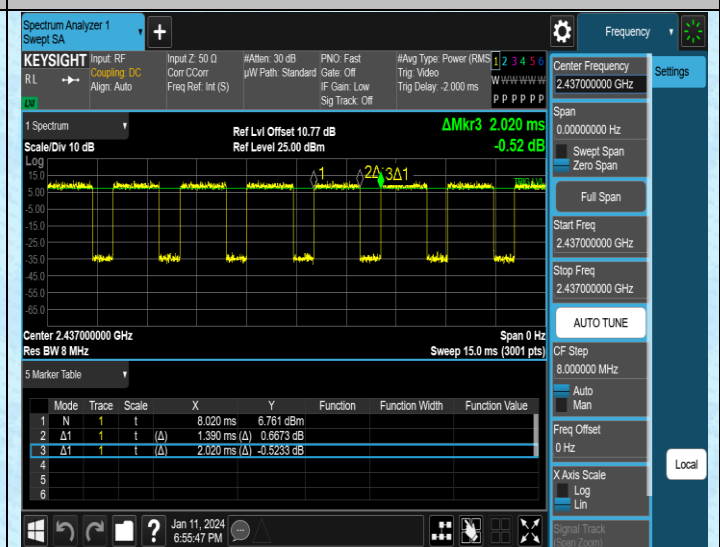 Spectrum Analyzer 1
Swept SA
+
Frequency
KEYSIGHT
RL
Input: RF
Coupling: DC
Align: Auto
Input Z: 50 Ω
Corr CCorr
Freq Ref: Int (S)
#Atten: 30 dB
µW Path: Standard
PNO: Fast
Gate: Off
IF Gain: Low
Sig Track: Off
#Avg Type: Power (RMS
Trig: Video
Trig Delay: -2.000 ms
1 2 3 4 5 6
W W W W W W
P P P P P P
LXI
1 Spectrum
Scale/Div 10 dB
Ref Lvl Offset 10.77 dB
Ref Level 25.00 dBm
ΔMkr3 2.020 ms
-0.52 dB
Log
15.0
5.00
-5.00
-15.0
-25.0
-35.0
-45.0
-55.0
-65.0
1
2Δ1
3Δ1
Center 2.437000000 GHz
Res BW 8 MHz
Span 0 Hz
Sweep 15.0 ms (3001 pts)
5 Marker Table
Mode Trace Scale X Y Function Function Width Function Value
1 N 1 t 8.020 ms 6.761 dBm
2 Δ1 1 t (Δ) 1.390 ms (Δ) 0.6673 dB
3 Δ1 1 t (Δ) 2.020 ms (Δ) -0.5233 dB
4
5
6
Jan 11, 2024
6:55:47 PM
Center Frequency
2.437000000 GHz
Settings
Span
0.00000000 Hz
Swept Span
Zero Span
Full Span
Start Freq
2.437000000 GHz
Stop Freq
2.437000000 GHz
AUTO TUNE
CF Step
8.000000 MHz
Auto
Man
Freq Offset
0 Hz
X Axis Scale
Log
Lin
Local
Signal Track
(Span Zoom)